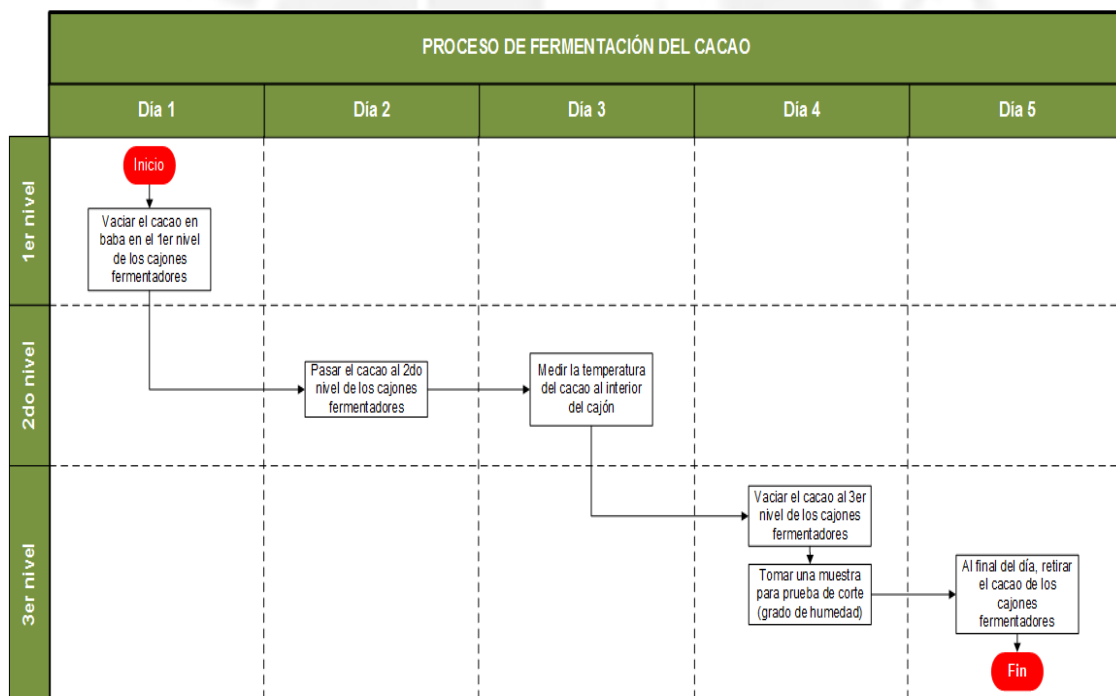 PROCESO DE FERMENTACIÓN DEL CACAO
Día 1
Día 2
Día 3
Día 4
Día 5
1er nivel
Inicio
Vaciar el cacao en
baba en el 1er nivel
de los cajones
fermentadores
2do nivel
Pasar el cacao al 2do
nivel de los cajones
fermentadores
Medir la temperatura
del cacao al interior
del cajón
3er nivel
Vaciar el cacao al 3er
nivel de los cajones
fermentadores
Tomar una muestra
para prueba de corte
(grado de humedad)
Al final del día, retirar
el cacao de los
cajones
fermentadores
Fin